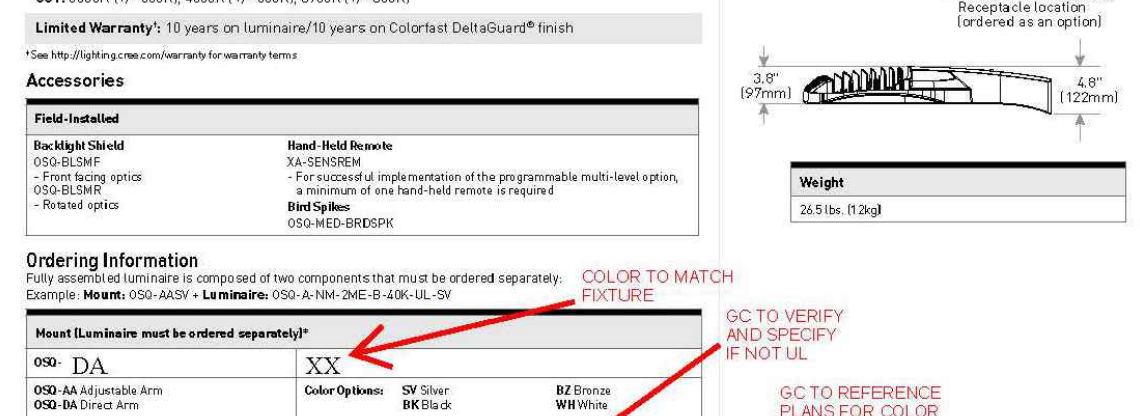 Limited Warranty†: 10 years on luminaire/10 years on Colorfast DeltaGuard® finish
†See http://lighting.cree.com/warranty for warranty terms
Accessories
Field-Installed
Backlight Shield
OSQ-BLSMF
- Front facing optics
OSQ-BLSMR
- Rotated optics
Hand-Held Remote
XA-SENSREM
- For successful implementation of the programmable multi-level option,
a minimum of one hand-held remote is required
Bird Spikes
OSQ-MED-BRDSPK
Receptacle location
(ordered as an option)
3.8"
(97mm)
4.8"
(122mm)
Weight
26.5 lbs. (12kg)
Ordering Information
Fully assembled luminaire is composed of two components that must be ordered separately:
Example: Mount: OSQ-AASV + Luminaire: OSQ-A-NM-2ME-B-40K-UL-SV
COLOR TO MATCH
FIXTURE
Mount (Luminaire must be ordered separately)*
OSQ- DA
XX
OSQ-AA Adjustable Arm
OSQ-DA Direct Arm
Color Options: SV Silver BZ Bronze
BK Black WH White
GC TO VERIFY
AND SPECIFY
IF NOT UL
GC TO REFERENCE
PLANS FOR COLOR